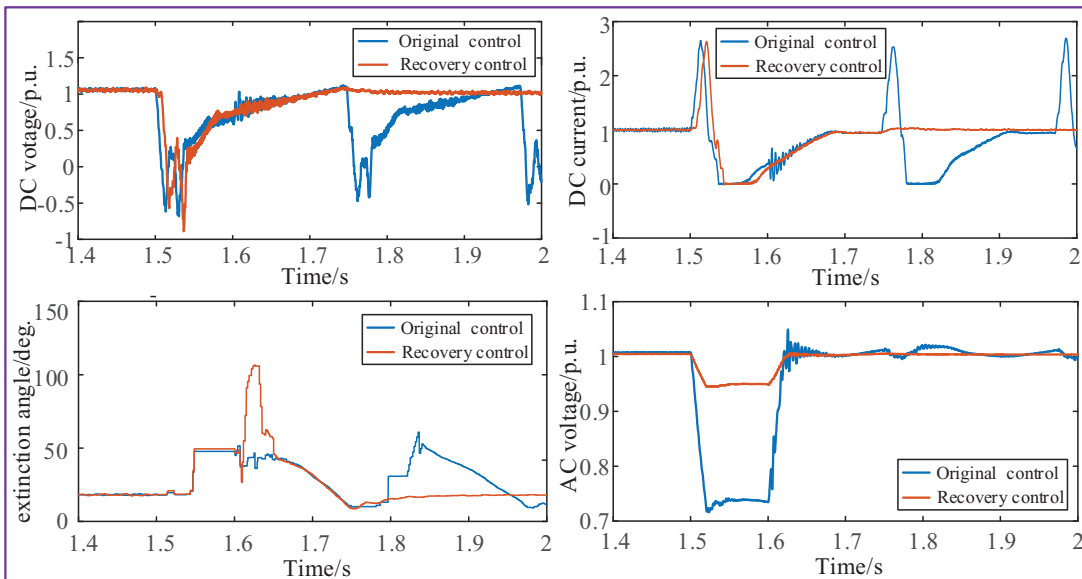 DC votage/p.u.
1.5
1
0.5
0
-0.5
-1
Original control
Recovery control
1.4 1.5 1.6 1.7 1.8 1.9 2
Time/s
DC current/p.u.
3
2
1
0
-1
Original control
Recovery control
1.4 1.5 1.6 1.7 1.8 1.9 2
Time/s
extinction angle/deg.
150
100
50
0
Original control
Recovery control
1.4 1.5 1.6 1.7 1.8 1.9 2
Time/s
AC voltage/p.u.
1.1
1.0
0.9
0.8
0.7
Original control
Recovery control
1.4 1.5 1.6 1.7 1.8 1.9 2
Time/s